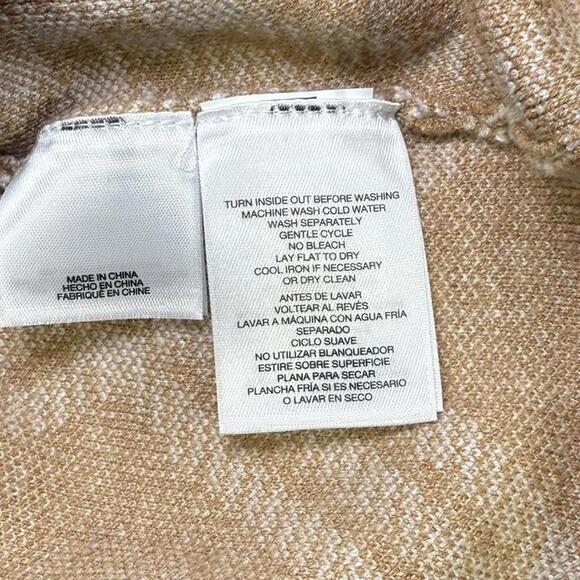 MADE IN CHINA
HECHO EN CHINA
FABRIQUÉ EN CHINE
TURN INSIDE OUT BEFORE WASHING
MACHINE WASH COLD WATER
WASH SEPARATELY
GENTLE CYCLE
NO BLEACH
LAY FLAT TO DRY
COOL IRON IF NECESSARY
OR DRY CLEAN
ANTES DE LAVAR
VOLTEAR AL REVÉS
LAVAR A MÁQUINA CON AGUA FRÍA
SEPARADO
CICLO SUAVE
NO UTILIZAR BLANQUEADOR
ESTIRE SOBRE SUPERFICIE
PLANA PARA SECAR
PLANCHA FRÍA SI ES NECESARIO
O LAVAR EN SECO